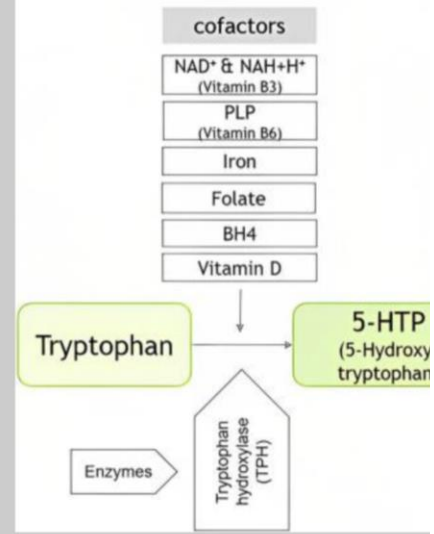 cofactors
NAD⁺ & NAH+H⁺
(Vitamin B3)
PLP
(Vitamin B6)
Iron
Folate
BH4
Vitamin D
Tryptophan
5-HTP
(5-Hydroxy
tryptophan
Enzymes
Tryptophan
hydroxylase
(TPH)